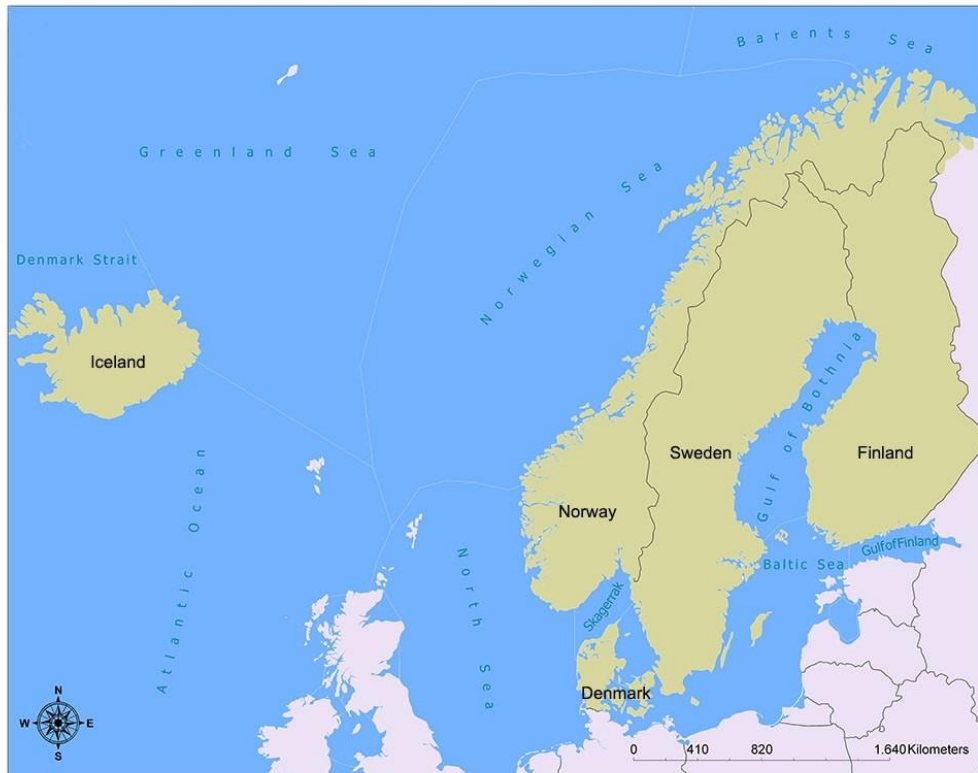 Barents Sea
Greenland Sea
Norwegian Sea
Denmark Strait
Iceland
Gulf of Bothnia
Sweden
Finland
Norway
Atlantic Ocean
North Sea
Gulf of Finland
Baltic Sea
Skagerrak
Denmark
N
W E
S
0 410 820 1.640 Kilometers